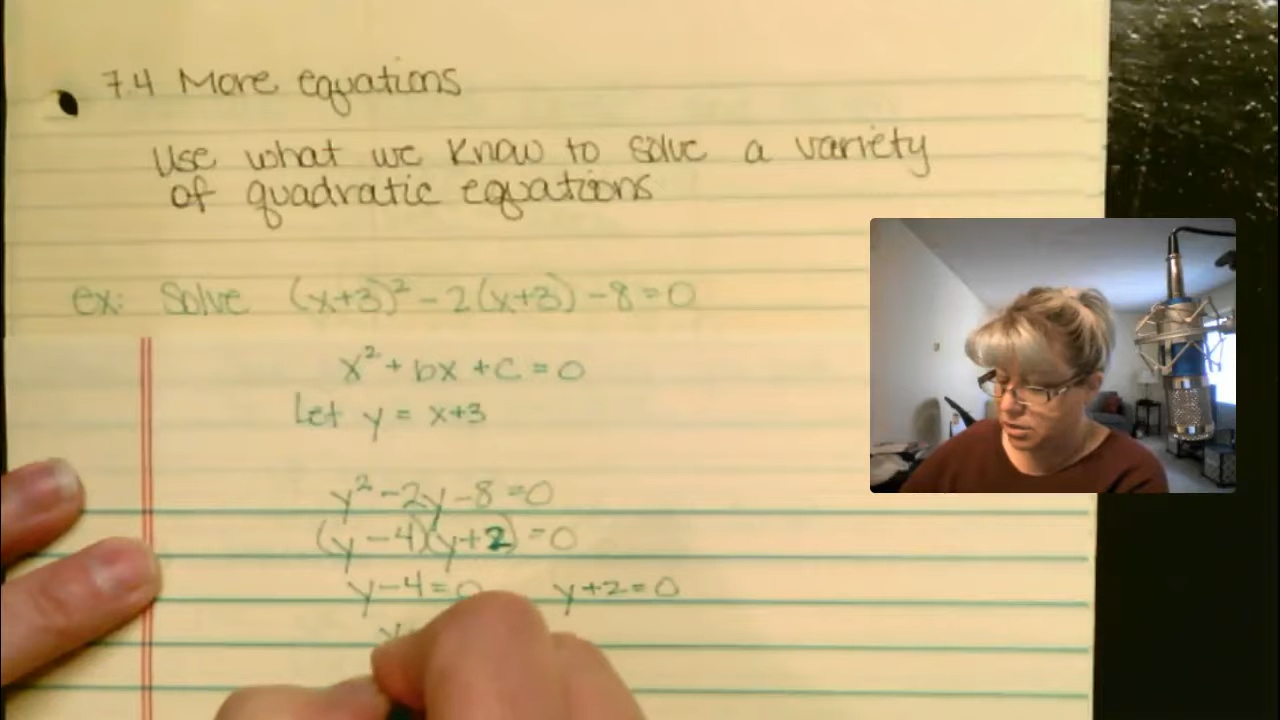 7.4 More equations
Use what we know to solve a variety
of quadratic equations
ex: Solve (x+3)² - 2(x+3) - 8 = 0
x² + bx + c = 0
Let y = x+3
y² - 2y - 8 = 0
(y - 4)(y + 2) = 0
y - 4 = 0 y + 2 = 0
y